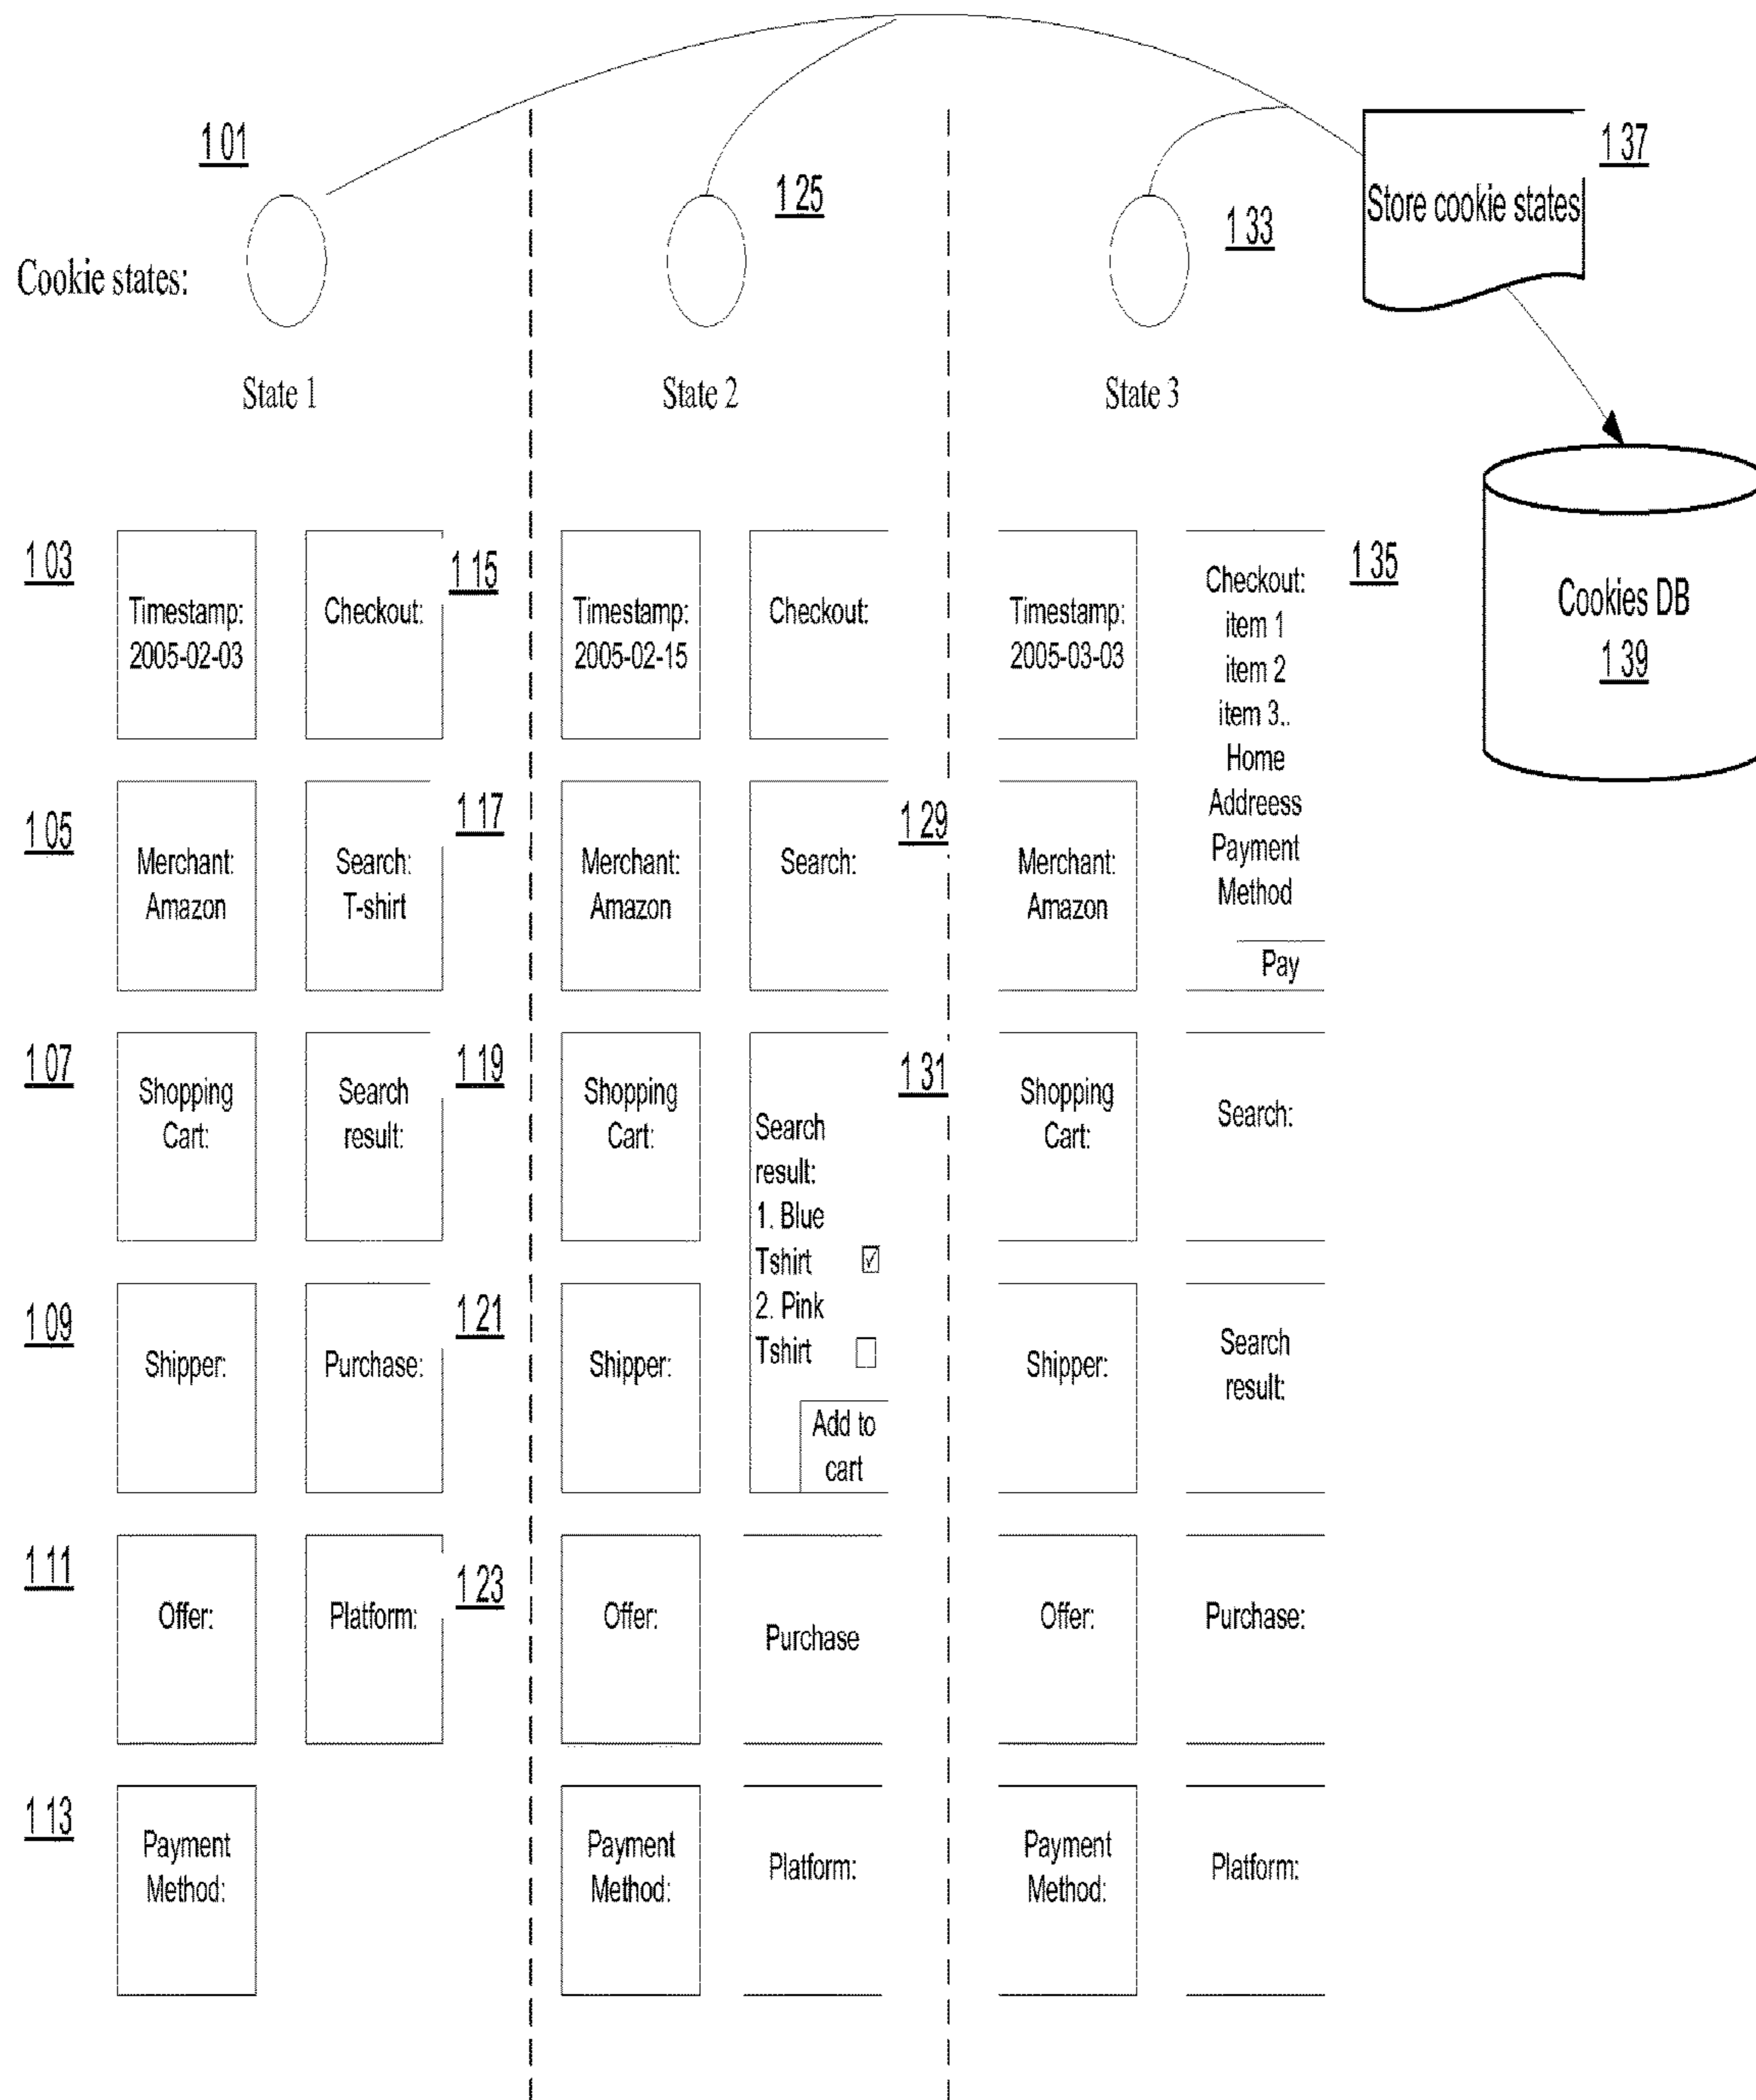 101
125
133
137
Store cookie states
Cookie states:
State 1
State 2
State 3
103
Timestamp:
2005-02-03
Checkout:
115
Timestamp:
2005-02-15
Checkout:
Timestamp:
2005-03-03
Checkout:
item 1
item 2
item 3..
Home
Addreess
Payment
Method
Pay
135
Cookies DB
139
105
Merchant:
Amazon
Search:
T-shirt
117
Merchant:
Amazon
Search:
129
Merchant:
Amazon
107
Shopping
Cart:
Search
result:
119
Shopping
Cart:
Search
result:
1. Blue
Tshirt
2. Pink
Tshirt
Add to
cart
131
Shopping
Cart:
Search:
109
Shipper:
Purchase:
121
Shipper:
Shipper:
Search
result:
111
Offer:
Platform:
123
Offer:
Purchase
Offer:
Purchase:
113
Payment
Method:
Payment
Method:
Platform:
Payment
Method:
Platform: